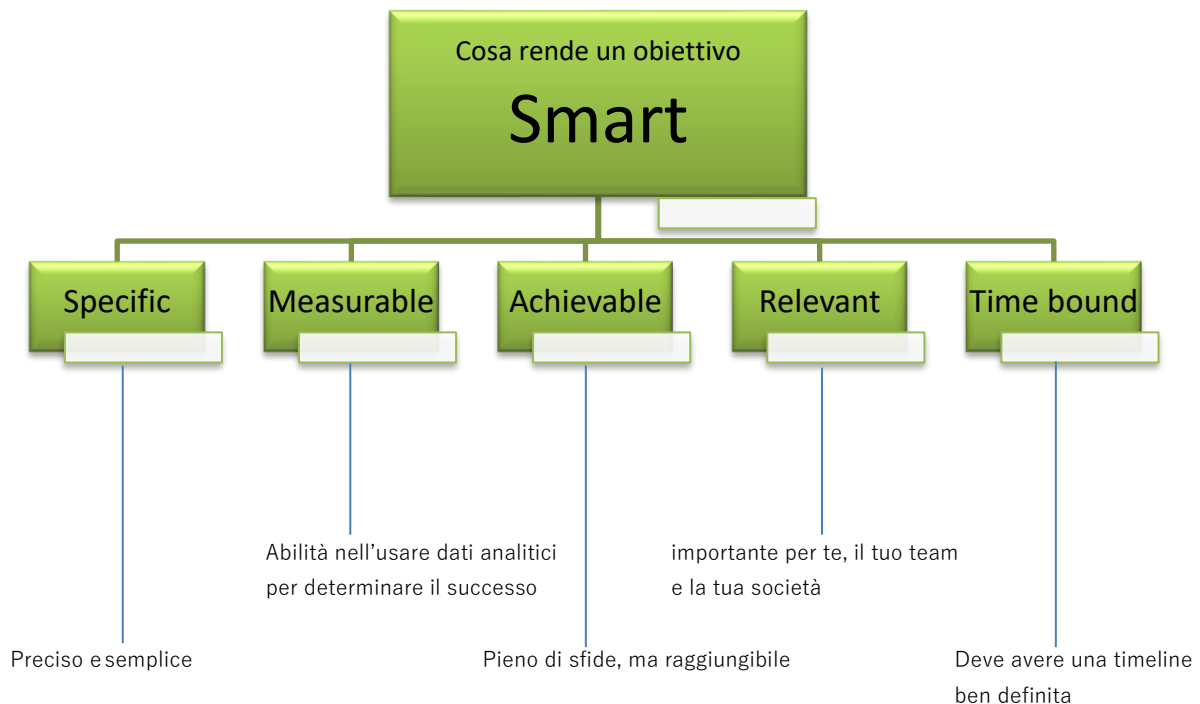 Cosa rende un obiettivo
Smart
Specific
Measurable
Achievable
Relevant
Time bound
Abilità nell’usare dati analitici
per determinare il successo
importante per te, il tuo team
e la tua società
Preciso e semplice
Pieno di sfide, ma raggiungibile
Deve avere una timeline
ben definita